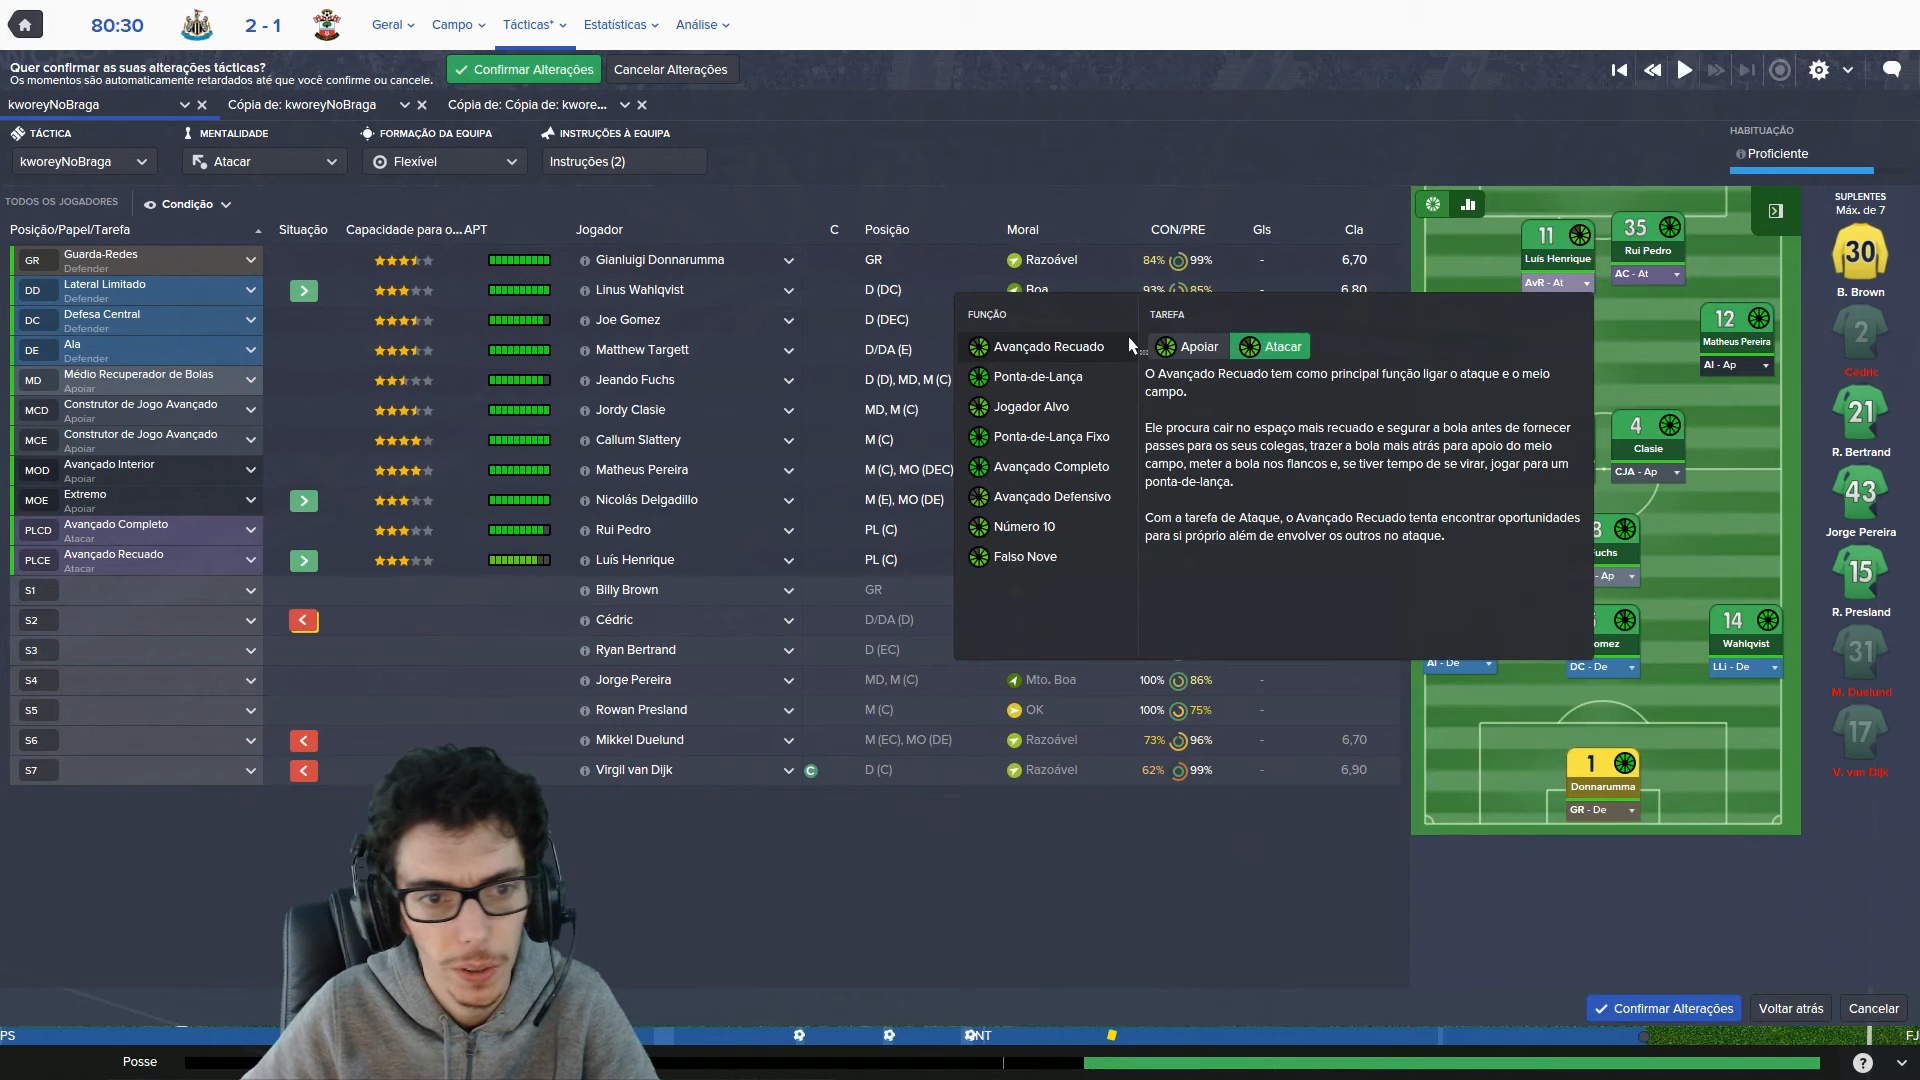 80:30
2 - 1
Geral
Campo
Tácticas*
Estatísticas
Análise
Quer confirmar as suas alterações tácticas?
Os momentos são automaticamente retardados até que você confirme ou cancele.
Confirmar Alterações
Cancelar Alterações
kworeyNoBraga
Cópia de: kworeyNoBraga
Cópia de: Cópia de: kwore...
TÁCTICA
MENTALIDADE
FORMAÇÃO DA EQUIPA
INSTRUÇÕES À EQUIPA
kworeyNoBraga
Atacar
Flexível
Instruções (2)
HABITUAÇÃO
Proficiente
TODOS OS JOGADORES
Condição
Posição/Papel/Tarefa Situação Capacidade para o... APT Jogador C Posição Moral CON/PRE Gls Cla
GR Guarda-Redes Defender Gianluigi Donnarumma GR Razoável 84% 99% 6,70
DD Lateral Limitado Defender Linus Wahlqvist D (DC) Boa 93% 85% 6,80
DC Defesa Central Defender Joe Gomez D (DEC)
DE Ala Defender Matthew Targett D/DA (E)
MD Médio Recuperador de Bolas Apoiar Jeando Fuchs D (D), MD, M (C)
MCD Construtor de Jogo Avançado Apoiar Jordy Clasie MD, M (C)
MCE Construtor de Jogo Avançado Apoiar Callum Slattery M (C)
MOD Avançado Interior Apoiar Matheus Pereira M (C), MO (DEC)
MOE Extremo Apoiar Nicolás Delgadillo M (E), MO (DE)
PLCD Avançado Completo Atacar Rui Pedro PL (C)
PLCE Avançado Recuado Atacar Luís Henrique PL (C)
S1 Billy Brown GR
S2 Cédric D/DA (D)
S3 Ryan Bertrand D (EC)
S4 Jorge Pereira MD, M (C) Mto. Boa 100% 86% -
S5 Rowan Presland M (C) OK 100% 75% -
S6 Mikkel Duelund M (EC), MO (DE) Razoável 73% 96% - 6,70
S7 Virgil van Dijk C D (C) Razoável 62% 99% - 6,90
FUNÇÃO
Avançado Recuado
Ponta-de-Lança
Jogador Alvo
Ponta-de-Lança Fixo
Avançado Completo
Avançado Defensivo
Número 10
Falso Nove
TAREFA
Apoiar
Atacar
O Avançado Recuado tem como principal função ligar o ataque e o meio
campo.
Ele procura cair no espaço mais recuado e segurar a bola antes de fornecer
passes para os seus colegas, trazer a bola mais atrás para apoio do meio
campo, meter a bola nos flancos e, se tiver tempo de se virar, jogar para um
ponta-de-lança.
Com a tarefa de Ataque, o Avançado Recuado tenta encontrar oportunidades
para si próprio além de envolver os outros no ataque.
11
Luís Henrique
AvR - At
35
Rui Pedro
AC - At
12
Matheus Pereira
AI - Ap
4
Clasie
CJA - Ap
8
uchs
- Ap
omez
DC - De
14
Wahlqvist
LLi - De
Al - De
1
Donnarumma
GR - De
SUPLENTES
Máx. de 7
30
B. Brown
2
Cédric
21
R. Bertrand
43
Jorge Pereira
15
R. Presland
31
M. Duelund
17
V. van Dijk
Confirmar Alterações
Voltar atrás
Cancelar
PS
NT
FJ
Posse
?